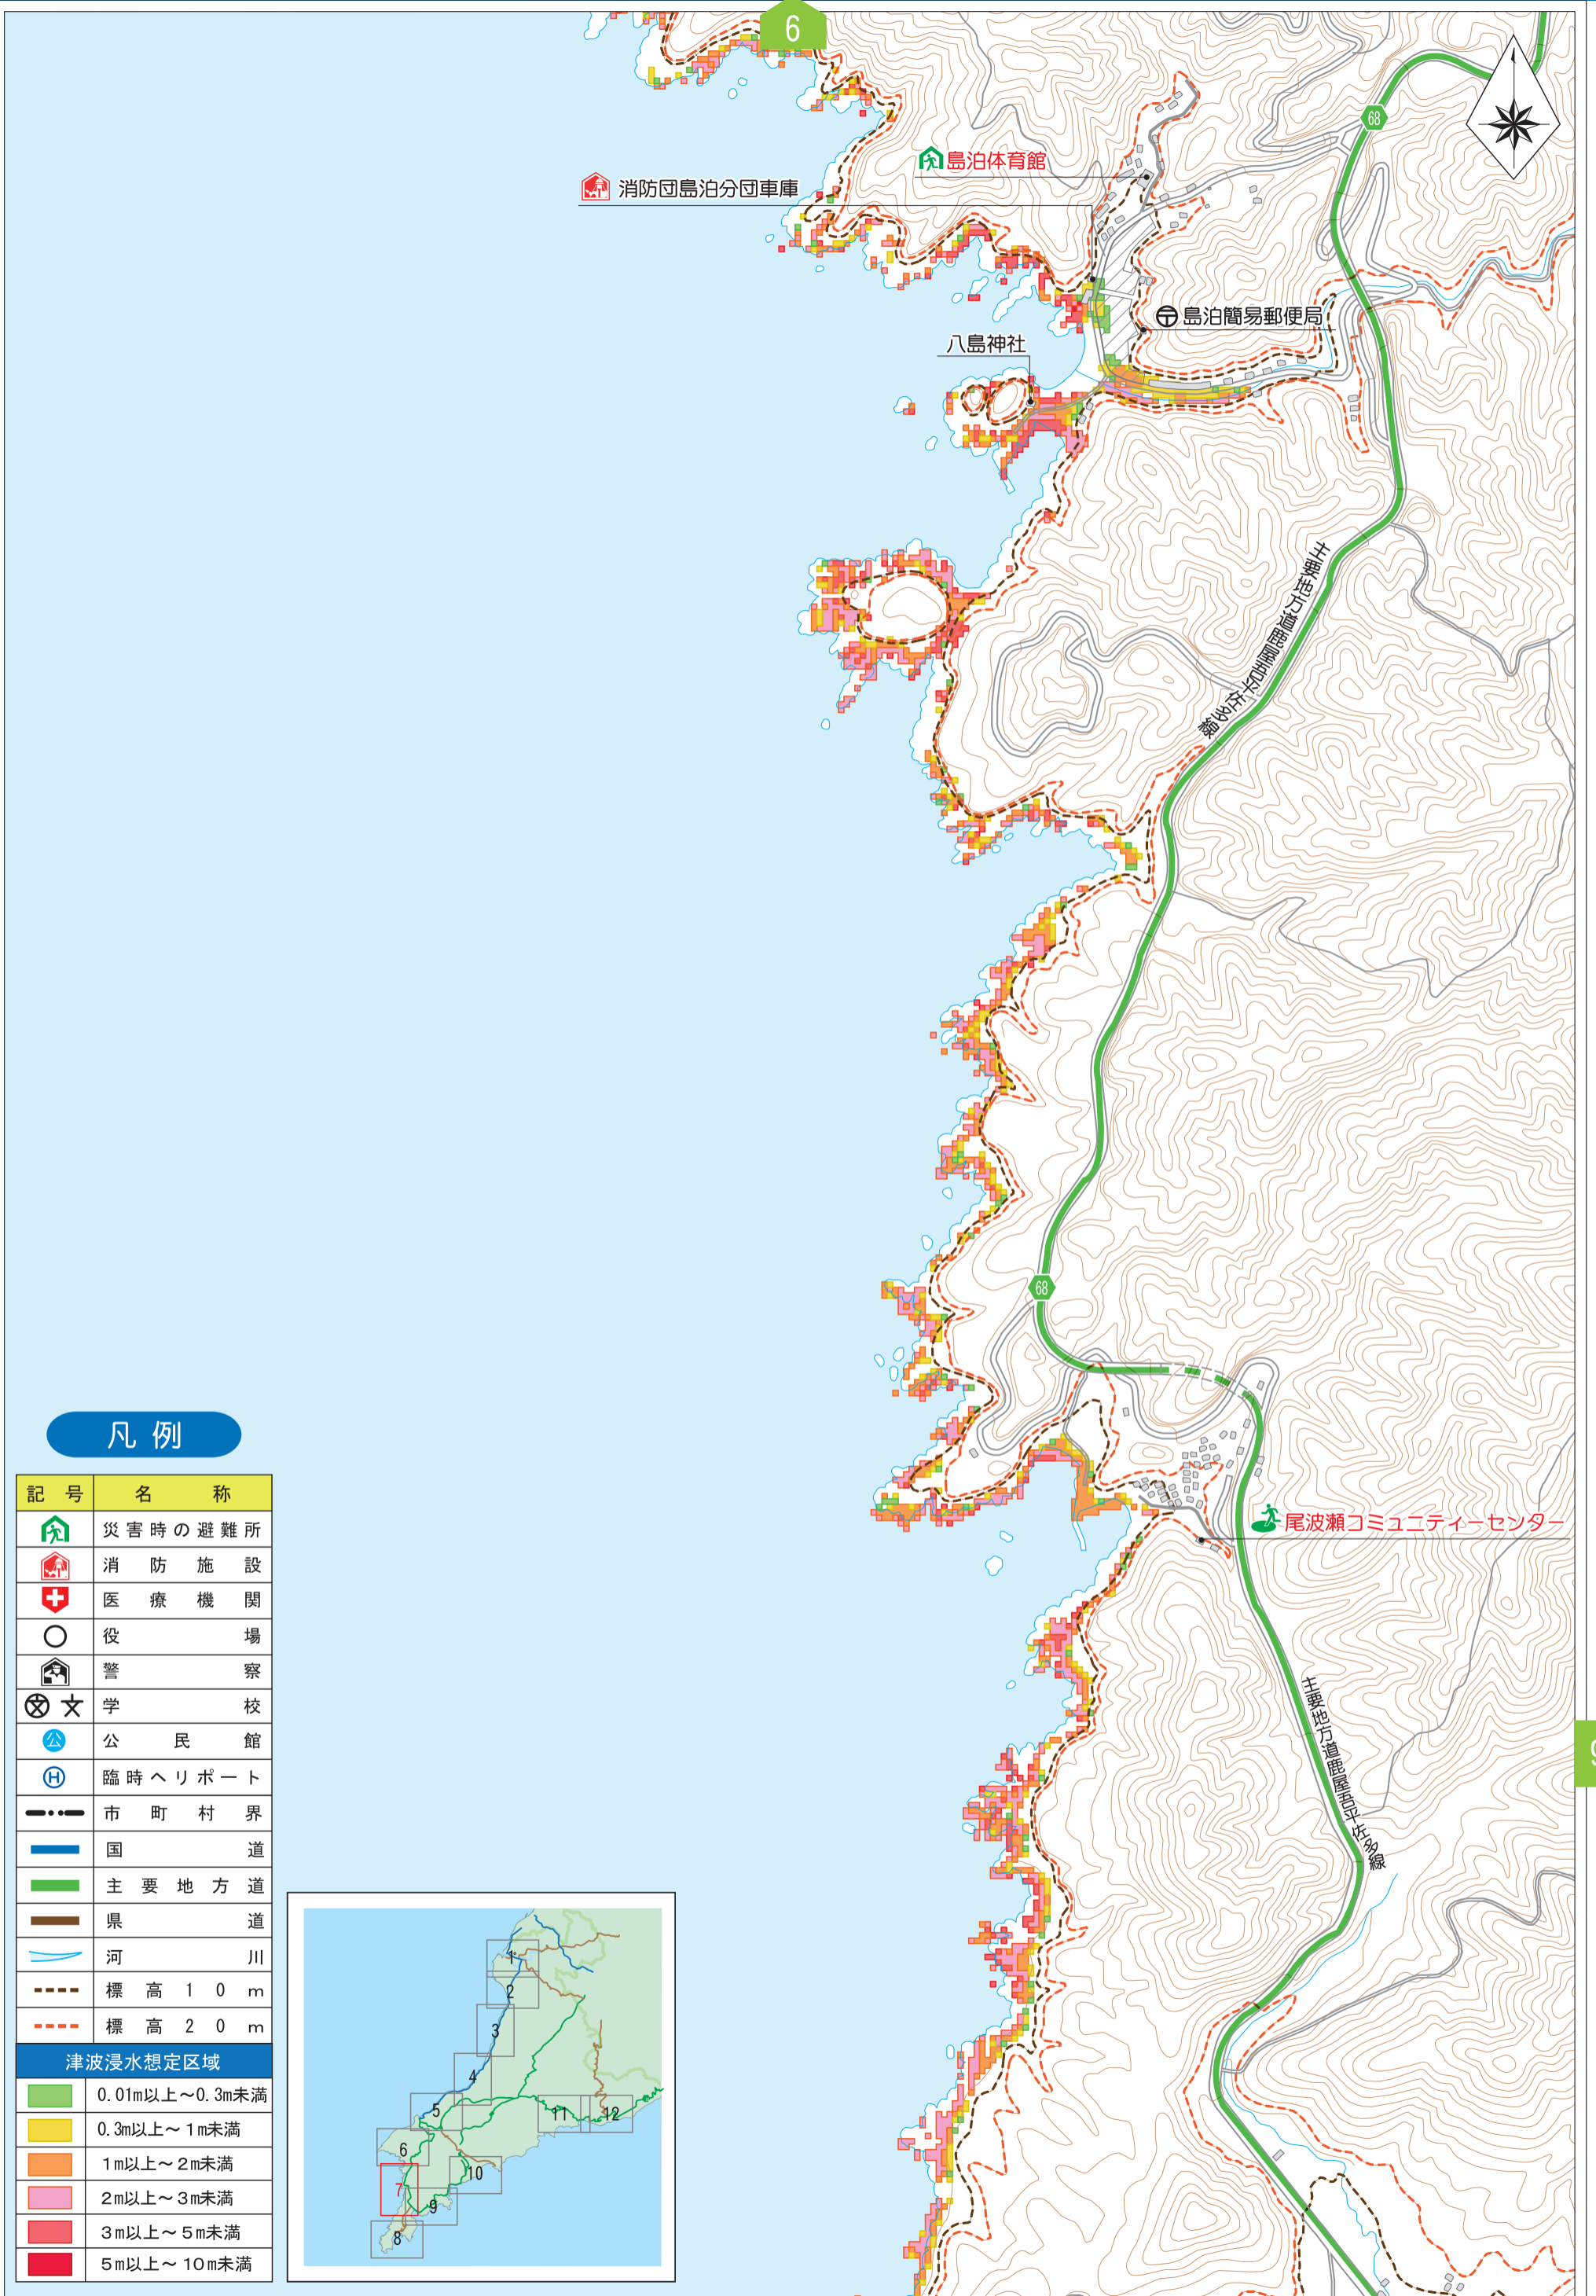 6
68
島泊体育館
消防団島泊分団車庫
島泊簡易郵便局
八島神社
主要地方道鹿屋吾平佐多線
68
尾波瀬コミュニティーセンター
主要地方道鹿屋吾平佐多線
9
凡例
記号 名称
災害時の避難所
消防施設
医療機関
役場
警察
文 学校
公 公民館
H 臨時ヘリポート
市町村界
国道
主要地方道
県道
河川
標高10m
標高20m
津波浸水想定区域
0.01m以上～0.3m未満
0.3m以上～1m未満
1m以上～2m未満
2m以上～3m未満
3m以上～5m未満
5m以上～10m未満
1
2
3
4
5
11
12
6
10
7
9
8